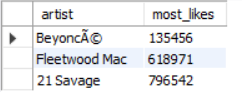 artist most_likes
BeyoncÃ© 135456
Fleetwood Mac 618971
21 Savage 796542